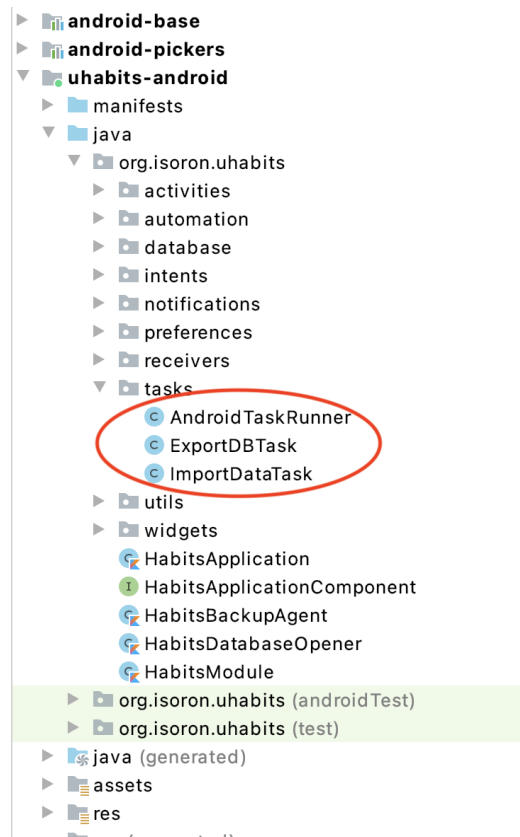 android-base
android-pickers
uhabits-android
manifests
java
org.isoron.uhabits
activities
automation
database
intents
notifications
preferences
receivers
tasks
AndroidTaskRunner
ExportDBTask
ImportDataTask
utils
widgets
HabitsApplication
HabitsApplicationComponent
HabitsBackupAgent
HabitsDatabaseOpener
HabitsModule
org.isoron.uhabits (androidTest)
org.isoron.uhabits (test)
java (generated)
assets
res